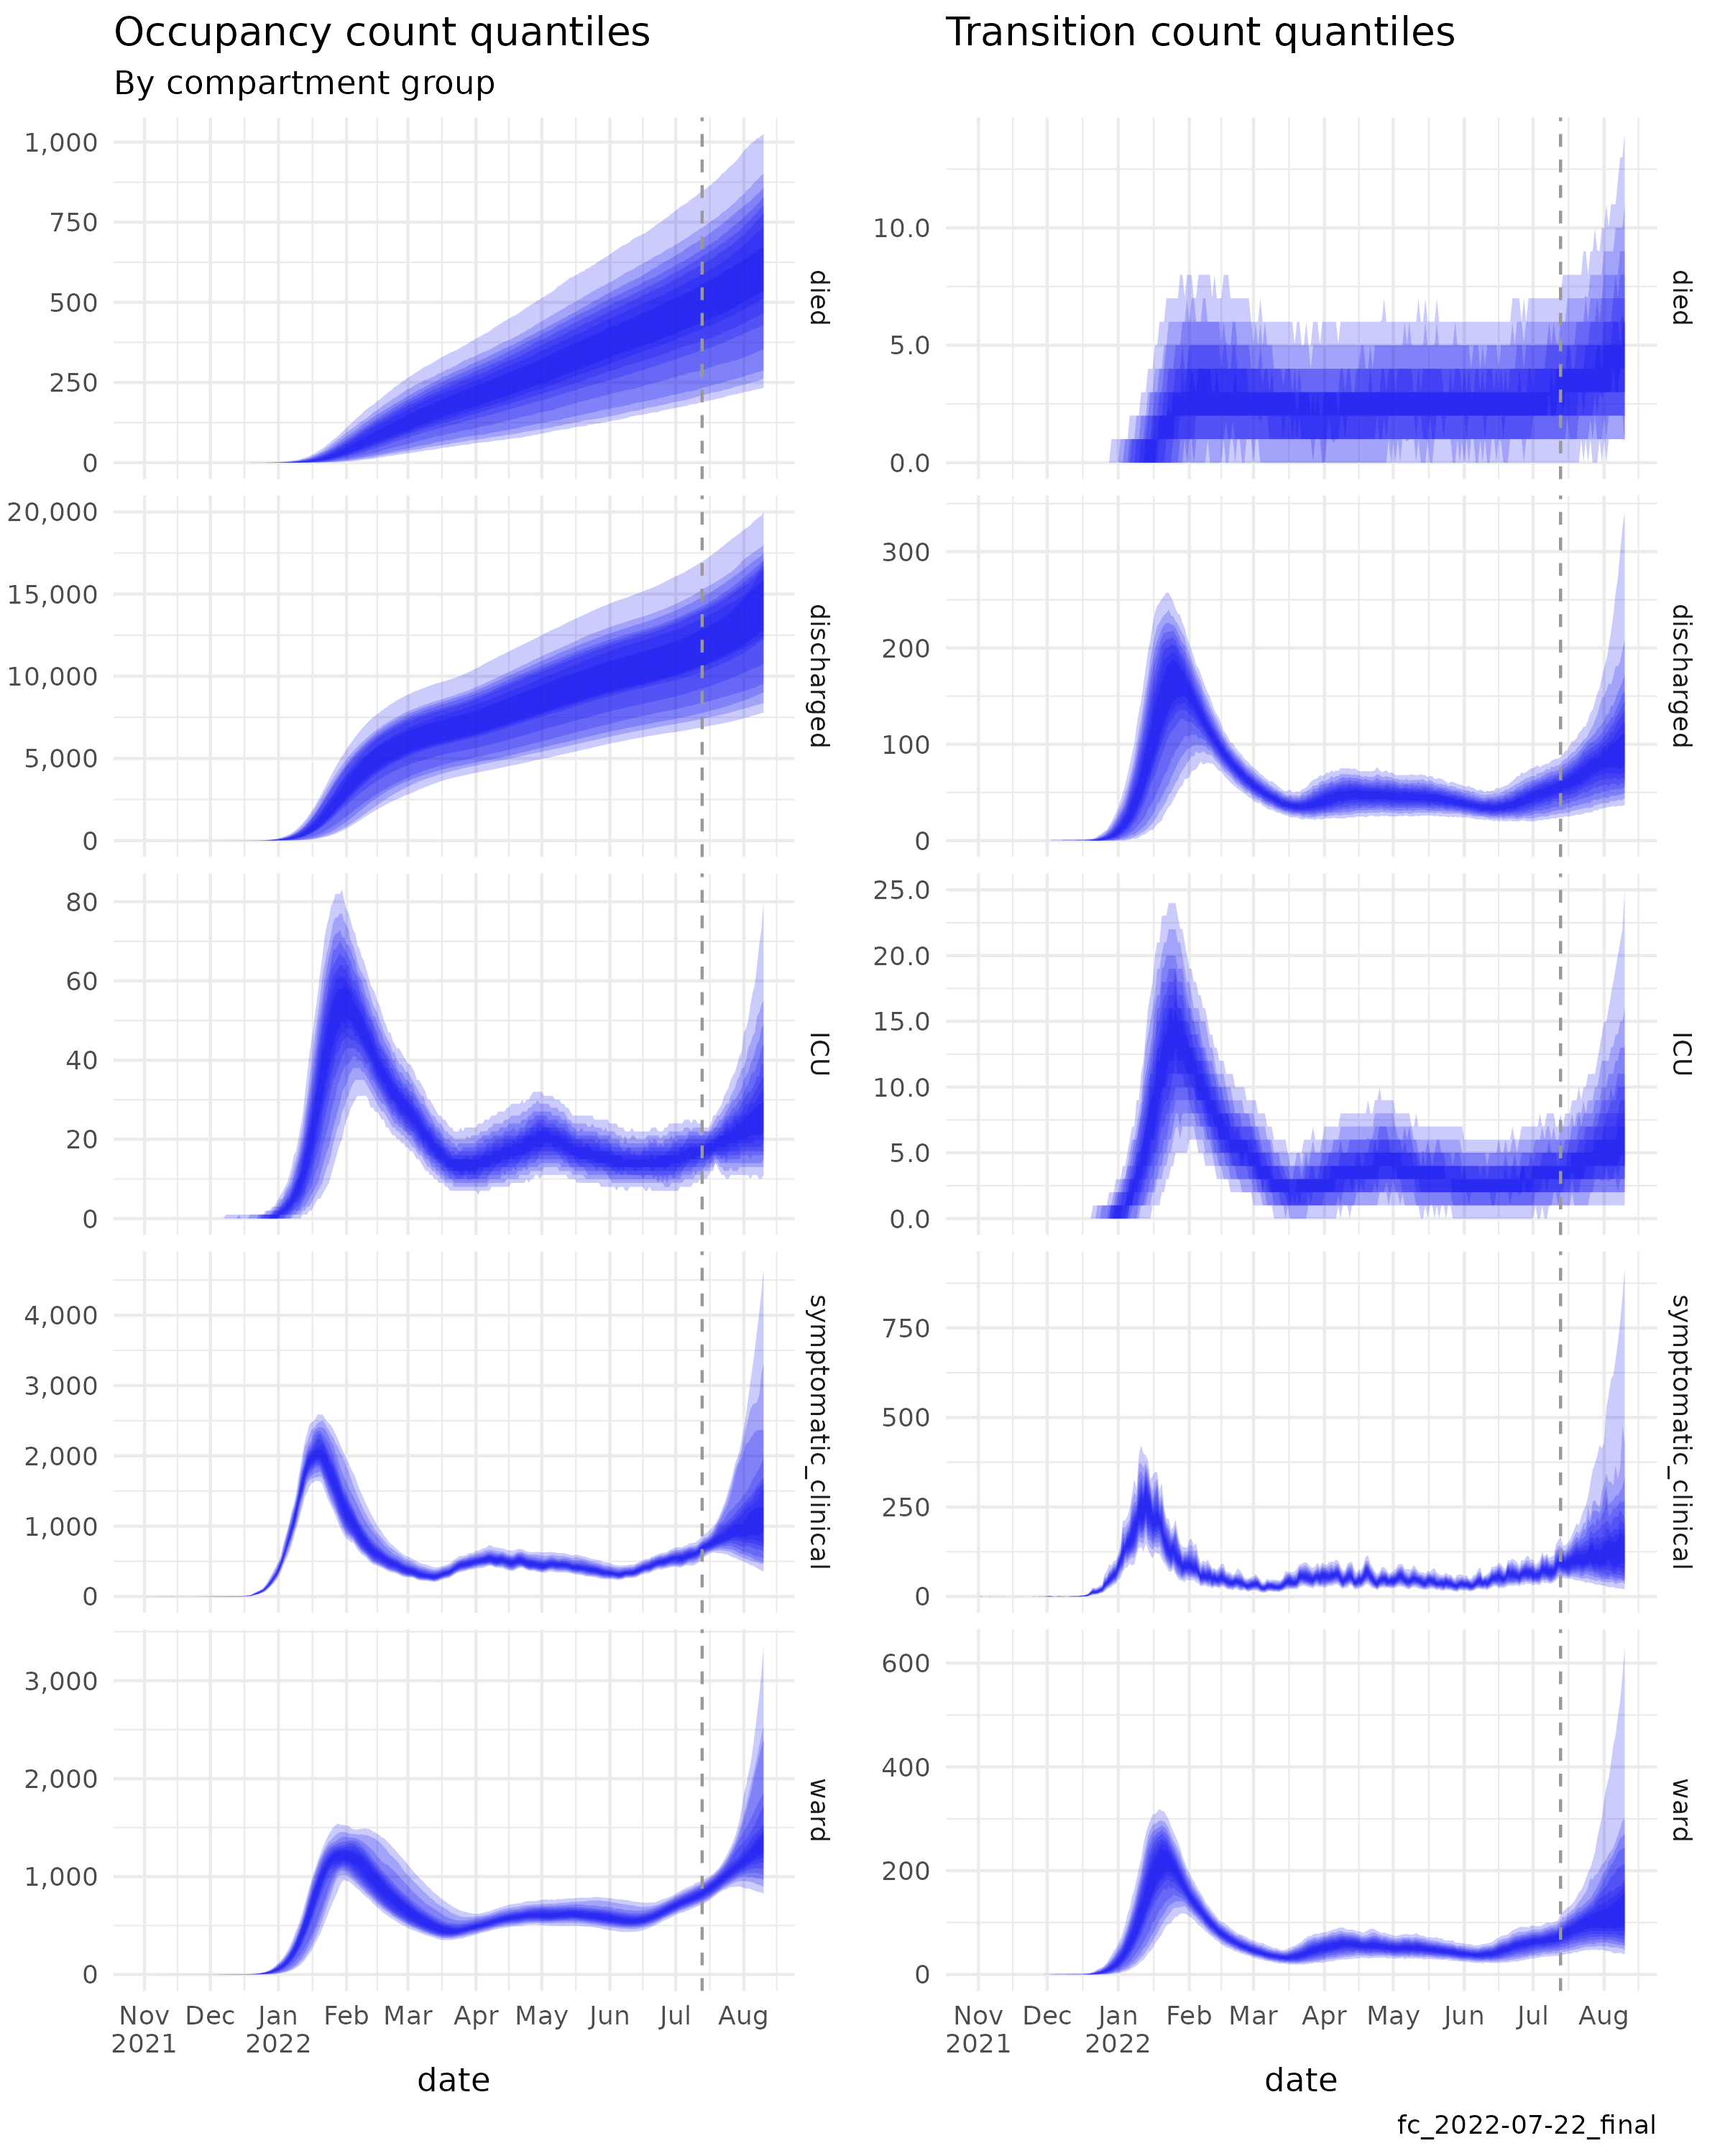 Occupancy count quantiles
By compartment group
Transition count quantiles
1,000
750
500
250
0
died
10.0
5.0
0.0
died
20,000
15,000
10,000
5,000
0
discharged
300
200
100
0
discharged
80
60
40
20
0
ICU
25.0
20.0
15.0
10.0
5.0
0.0
ICU
4,000
3,000
2,000
1,000
0
symptomatic_clinical
750
500
250
0
symptomatic_clinical
3,000
2,000
1,000
0
ward
600
400
200
0
ward
Nov Dec Jan Feb Mar Apr May Jun Jul Aug
2021 2022
date
Nov Dec Jan Feb Mar Apr May Jun Jul Aug
2021 2022
date
fc_2022-07-22_final